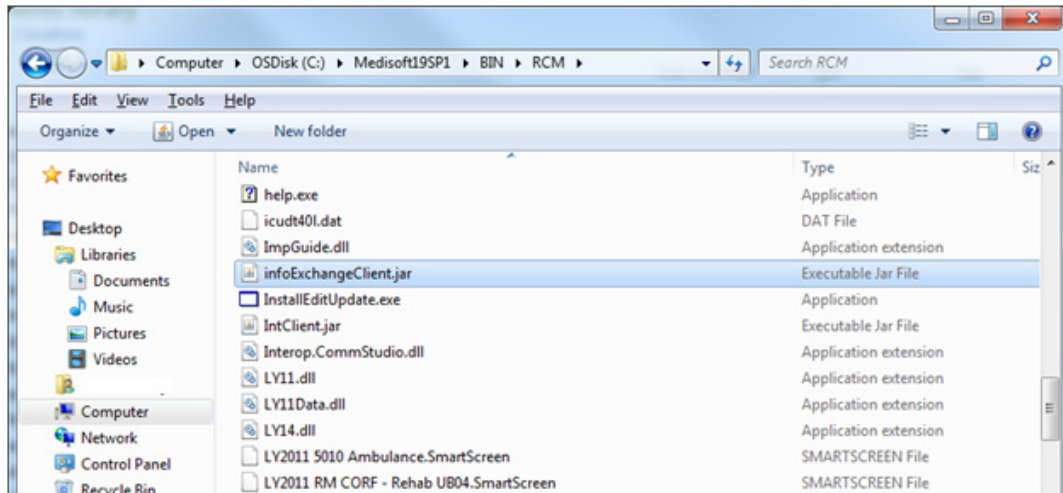 Computer ▸ OSDisk (C:) ▸ Medisoft19SP1 ▸ BIN ▸ RCM ▸ Search RCM
File Edit View Tools Help
Organize Open New folder
Name Type Siz
Favorites
help.exe Application
icudt40l.dat DAT File
Desktop
ImpGuide.dll Application extension
Libraries
infoExchangeClient.jar Executable Jar File
Documents
InstallEditUpdate.exe Application
Music
IntClient.jar Executable Jar File
Pictures
Interop.CommStudio.dll Application extension
Videos
LY11.dll Application extension
LY11Data.dll Application extension
Computer
LY14.dll Application extension
Network
LY2011 5010 Ambulance.SmartScreen SMARTSCREEN File
Control Panel
LY2011 RM CORF - Rehab UB04.SmartScreen SMARTSCREEN File
Recycle Bin